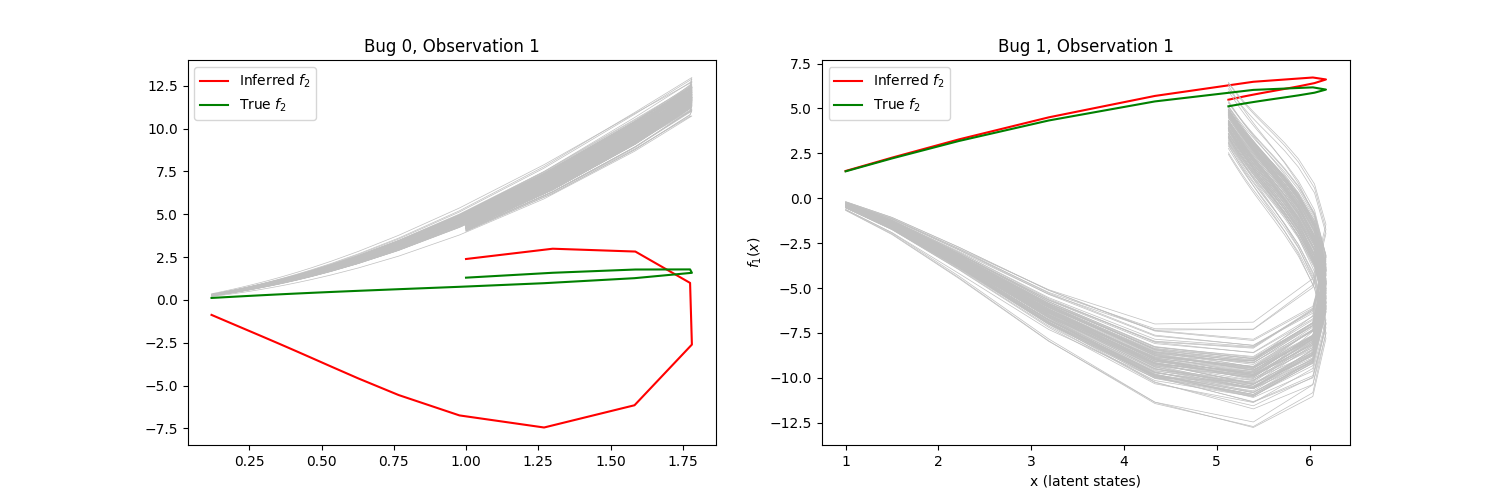 Bug 0, Observation 1
Inferred f₂
True f₂
12.5
10.0
7.5
5.0
2.5
0.0
−2.5
−5.0
−7.5
0.25 0.50 0.75 1.00 1.25 1.50 1.75
Bug 1, Observation 1
Inferred f₂
True f₂
7.5
5.0
2.5
0.0
−2.5
−5.0
−7.5
−10.0
−12.5
f₁(x)
1 2 3 4 5 6
x (latent states)